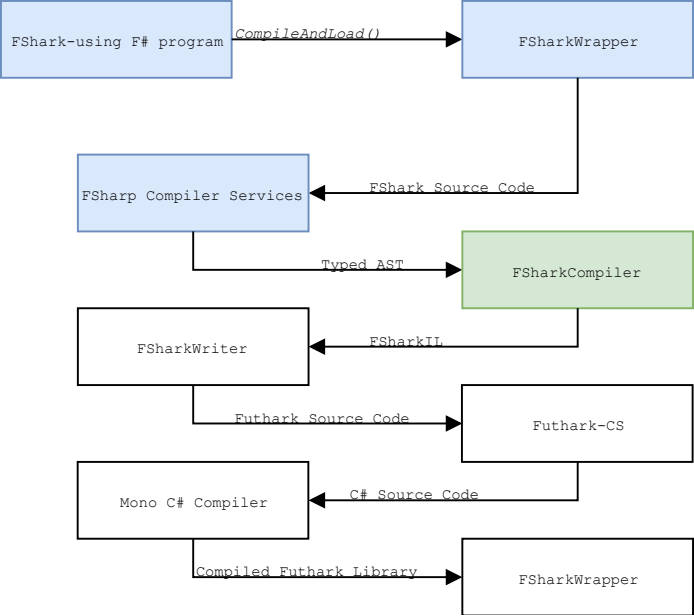 FShark-using F# program
CompileAndLoad()
FSharkWrapper
FShark Source Code
FSharp Compiler Services
Typed AST
FSharkCompiler
FSharkIL
FSharkWriter
Futhark Source Code
Futhark-CS
C# Source Code
Mono C# Compiler
Compiled Futhark Library
FSharkWrapper